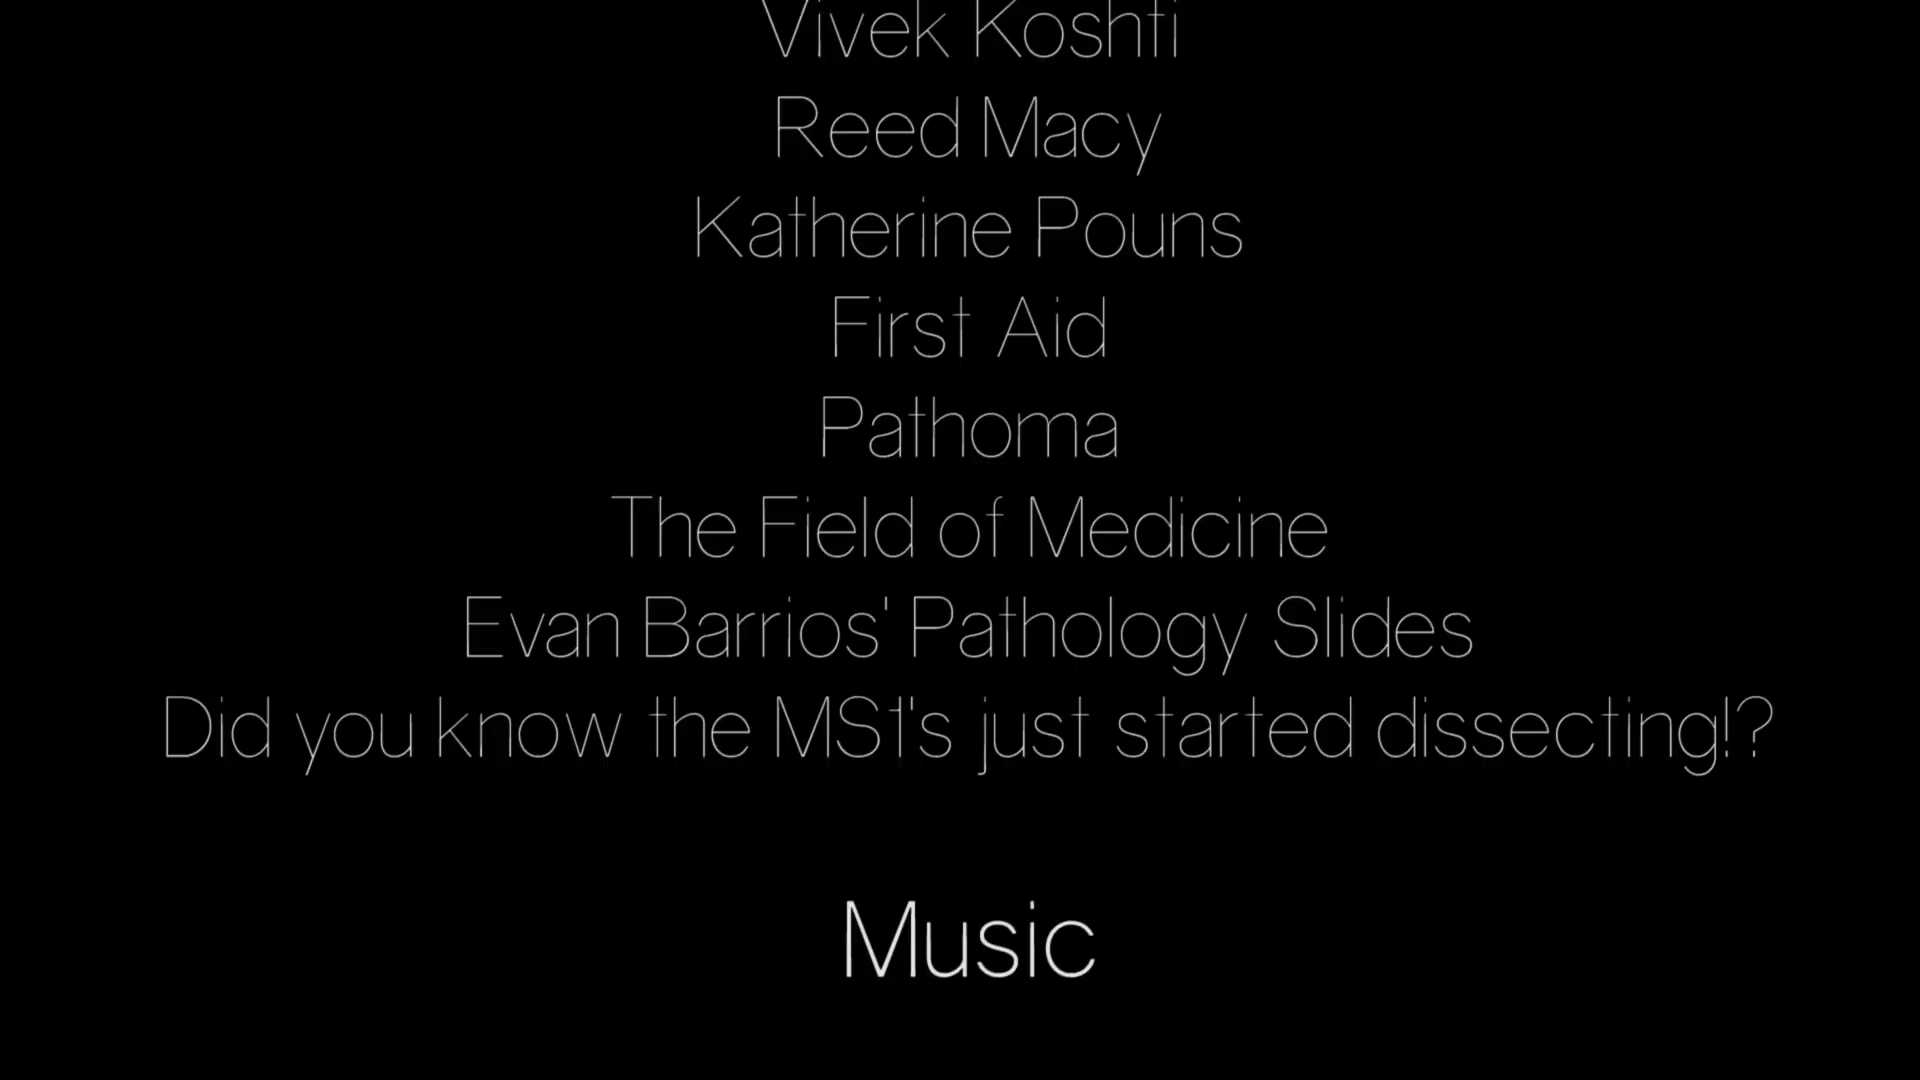 Vivek Koshti
Reed Macy
Katherine Pouns
First Aid
Pathoma
The Field of Medicine
Evan Barrios' Pathology Slides
Did you know the MS1's just started dissecting!?
Music